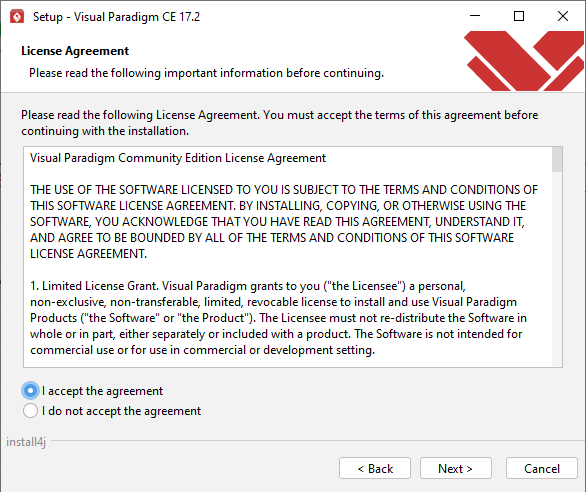 Setup - Visual Paradigm CE 17.2
License Agreement
Please read the following important information before continuing.
Please read the following License Agreement. You must accept the terms of this agreement before
continuing with the installation.
Visual Paradigm Community Edition License Agreement
THE USE OF THE SOFTWARE LICENSED TO YOU IS SUBJECT TO THE TERMS AND CONDITIONS OF
THIS SOFTWARE LICENSE AGREEMENT. BY INSTALLING, COPYING, OR OTHERWISE USING THE
SOFTWARE, YOU ACKNOWLEDGE THAT YOU HAVE READ THIS AGREEMENT, UNDERSTAND IT,
AND AGREE TO BE BOUNDED BY ALL OF THE TERMS AND CONDITIONS OF THIS SOFTWARE
LICENSE AGREEMENT.
1. Limited License Grant. Visual Paradigm grants to you ("the Licensee") a personal,
non-exclusive, non-transferable, limited, revocable license to install and use Visual Paradigm
Products ("the Software" or "the Product"). The Licensee must not re-distribute the Software in
whole or in part, either separately or included with a product. The Software is not intended for
commercial use or for use in commercial or development setting.
I accept the agreement
I do not accept the agreement
install4j
< Back
Next >
Cancel